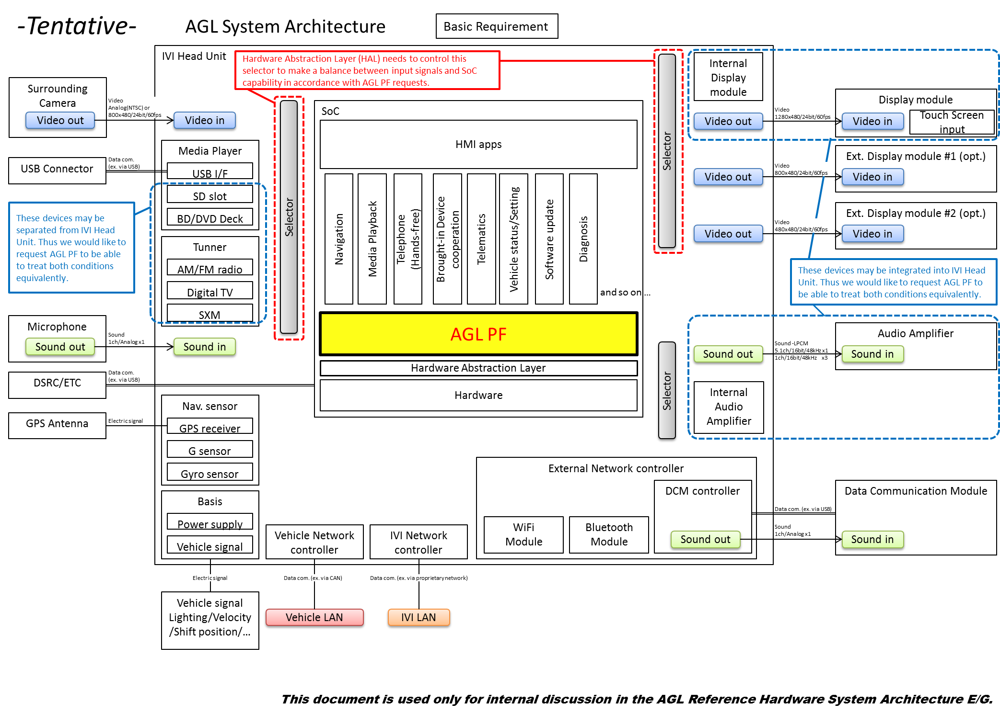 -Tentative-
AGL System Architecture
Basic Requirement
IVI Head Unit
Hardware Abstraction Layer (HAL) needs to control this
selector to make a balance between input signals and SoC
capability in accordance with AGL PF requests.
Surrounding
Camera
Video out
Video
Analog(NTSC) or
800x480/24bit/60fps
Video in
USB Connector
Data com.
(ex. via USB)
Media Player
USB I/F
SD slot
BD/DVD Deck
These devices may be
separated from IVI Head
Unit. Thus we would like to
request AGL PF to be able
to treat both conditions
equivalently.
Tunner
AM/FM radio
Digital TV
SXM
Microphone
Sound out
Sound
1ch/Analog x1
Sound in
DSRC/ETC
Data com.
(ex. via USB)
GPS Antenna
Electric signal
Nav. sensor
GPS receiver
G sensor
Gyro sensor
Basis
Power supply
Vehicle signal
Electric signal
Vehicle signal
Lighting/Velocity
/Shift position/...
Selector
SoC
HMI apps
Navigation
Media Playback
Telephone
(Hands-free)
Brought-in Device
cooperation
Telematics
Vehicle status/Setting
Software update
Diagnosis
and so on ...
AGL PF
Hardware Abstraction Layer
Hardware
Vehicle Network
controller
Data com. (ex. via CAN)
Vehicle LAN
IVI Network
controller
Data com. (ex. via proprietary network)
IVI LAN
Selector
Selector
Internal
Display
module
Video out
Video
1280x480/24bit/60fps
Display module
Video in
Touch Screen
input
Video out
Video
800x480/24bit/60fps
Ext. Display module #1 (opt.)
Video in
Video out
Video
480x480/24bit/60fps
Ext. Display module #2 (opt.)
Video in
These devices may be integrated into IVI Head
Unit. Thus we would like to request AGL PF to
be able to treat both conditions equivalently.
Sound out
Sound -LPCM
5.1ch/16bit/48kHz x1
1ch/16bit/48kHz x3
Audio Amplifier
Sound in
Internal
Audio
Amplifier
External Network controller
WiFi
Module
Bluetooth
Module
DCM controller
Sound out
Data com. (ex. via USB)
Sound
1ch/Analog x1
Data Communication Module
Sound in
This document is used only for internal discussion in the AGL Reference Hardware System Architecture E/G.